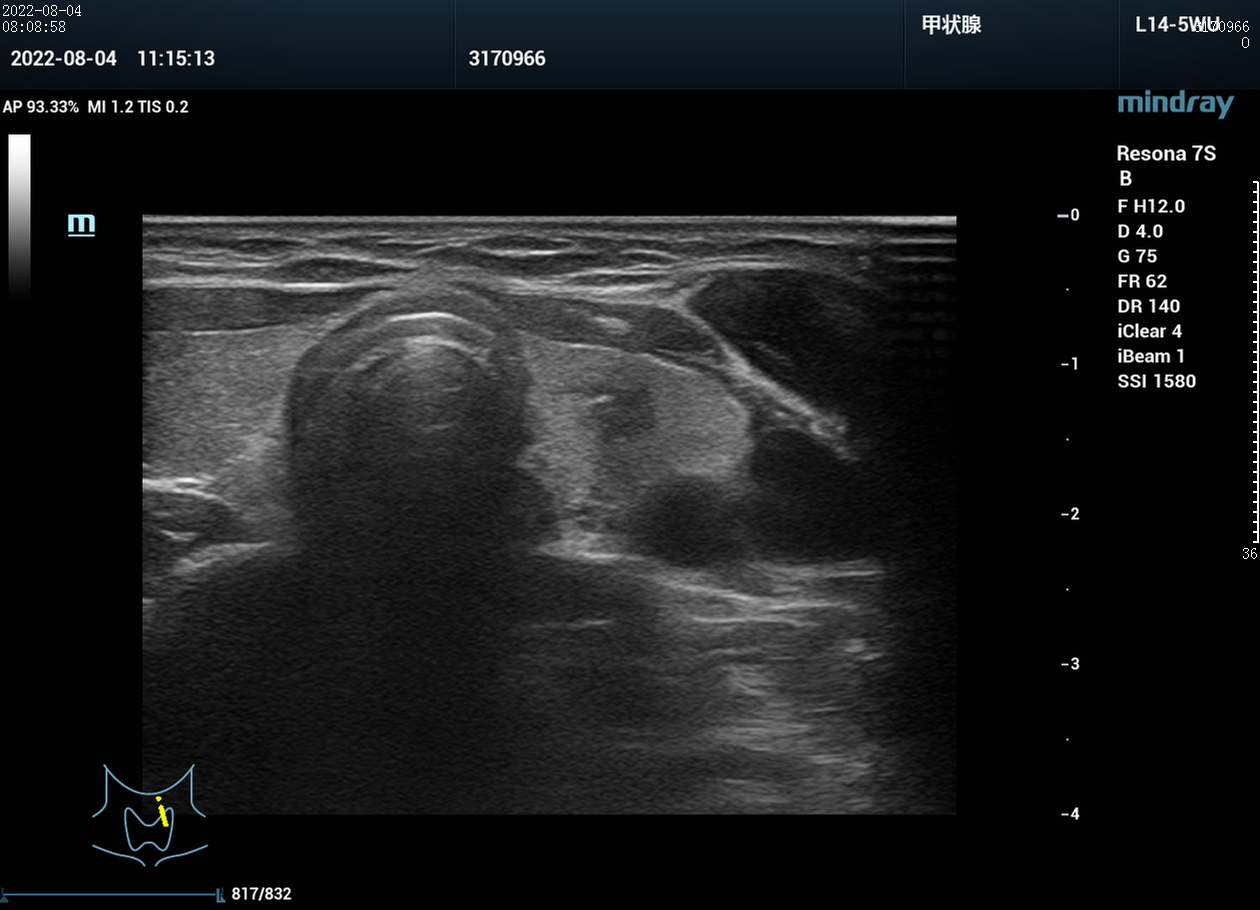 2022-08-04
08:08:58
2022-08-04 11:15:13
3170966
甲状腺
L14-5WU
3170966
0
AP 93.33% MI 1.2 TIS 0.2
mindray
Resona 7S
B
F H12.0
D 4.0
G 75
FR 62
DR 140
iClear 4
iBeam 1
SSI 1580
m
0
-1
-2
-3
-4
36
817/832